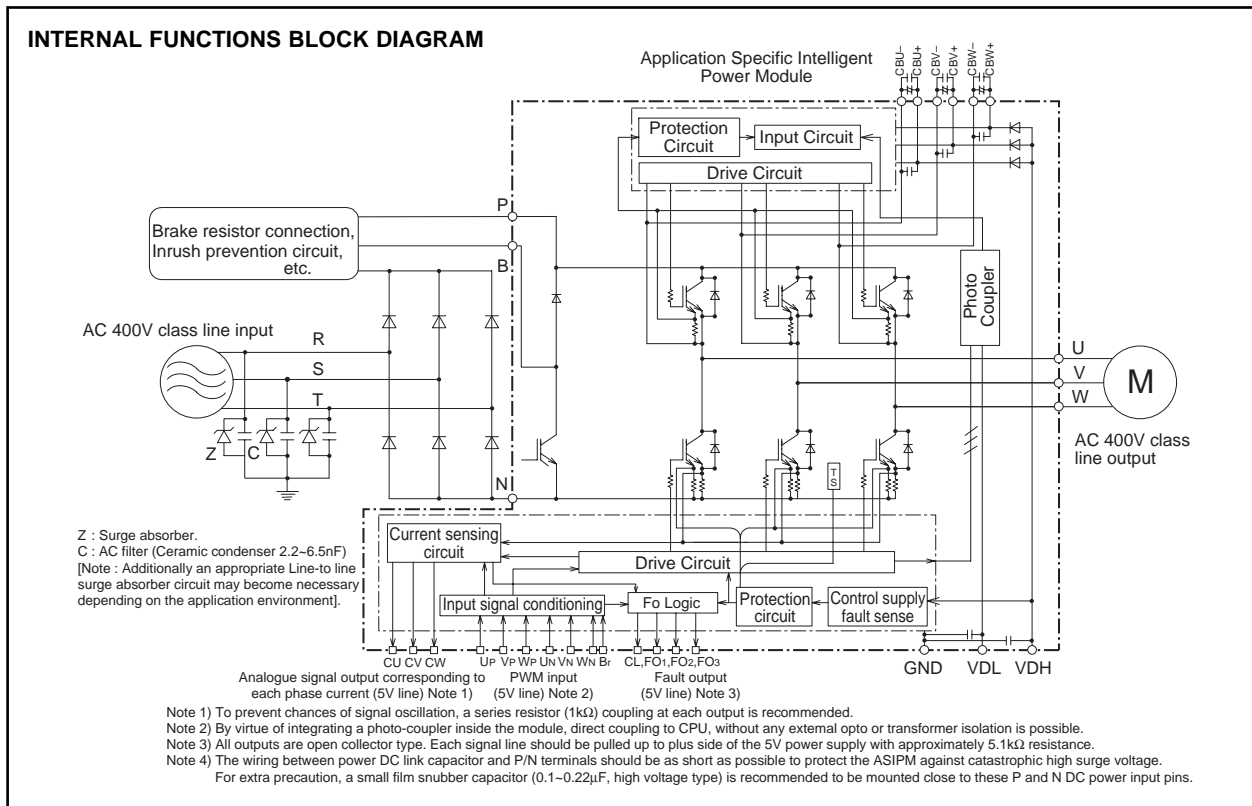 INTERNAL FUNCTIONS BLOCK DIAGRAM
Application Specific Intelligent
Power Module
CBU–
CBU+
CBV–
CBV+
CBW–
CBW+
Protection
Circuit
Input Circuit
Drive Circuit
Brake resistor connection,
Inrush prevention circuit,
etc.
P
B
AC 400V class line input
R
S
T
Z
C
N
Photo
Coupler
U
V
W
M
AC 400V class
line output
TS
Z : Surge absorber.
C : AC filter (Ceramic condenser 2.2~6.5nF)
[Note : Additionally an appropriate Line-to line
surge absorber circuit may become necessary
depending on the application environment].
Current sensing
circuit
Drive Circuit
Input signal conditioning
Fo Logic
Protection
circuit
Control supply
fault sense
CU CV CW
UP VP WP UN VN WN Br
CL,FO1,FO2,FO3
GND
VDL
VDH
Analogue signal output corresponding to
each phase current (5V line) Note 1)
PWM input
(5V line) Note 2)
Fault output
(5V line) Note 3)
Note 1) To prevent chances of signal oscillation, a series resistor (1kΩ) coupling at each output is recommended.
Note 2) By virtue of integrating a photo-coupler inside the module, direct coupling to CPU, without any external opto or transformer isolation is possible.
Note 3) All outputs are open collector type. Each signal line should be pulled up to plus side of the 5V power supply with approximately 5.1kΩ resistance.
Note 4) The wiring between power DC link capacitor and P/N terminals should be as short as possible to protect the ASIPM against catastrophic high surge voltage.
For extra precaution, a small film snubber capacitor (0.1~0.22μF, high voltage type) is recommended to be mounted close to these P and N DC power input pins.